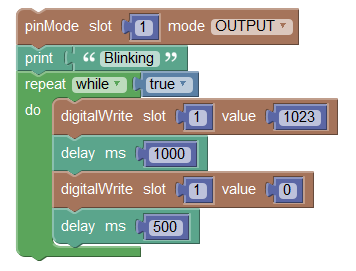 pinMode slot 1 mode OUTPUT
print “ Blinking ”
repeat while true
do
digitalWrite slot 1 value 1023
delay ms 1000
digitalWrite slot 1 value 0
delay ms 500